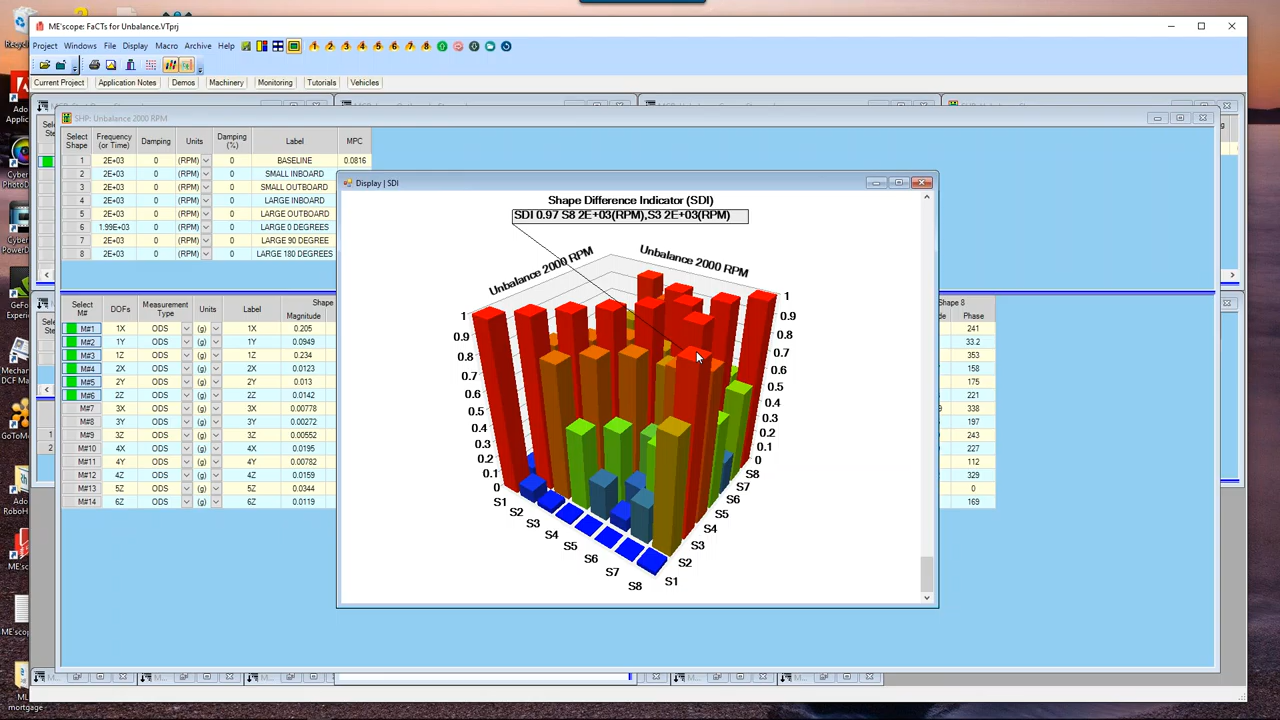 ME'scope: FaCTs for Unbalance.VTprj
Project Windows File Display Macro Archive Help 1 2 3 4 5 6 7 8
Current Project Application Notes Demos Machinery Monitoring Tutorials Vehicles
SHP: Unbalance 2000 RPM
Select Shape Frequency (or Time) Damping Units Damping (%) Label MPC
1 2E+03 0 (RPM) 0 BASELINE 0.0816
2 2E+03 0 (RPM) 0 SMALL INBOARD
3 2E+03 0 (RPM) 0 SMALL OUTBOARD
4 2E+03 0 (RPM) 0 LARGE INBOARD
5 2E+03 0 (RPM) 0 LARGE OUTBOARD
6 1.99E+03 0 (RPM) 0 LARGE 0 DEGREES
7 2E+03 0 (RPM) 0 LARGE 90 DEGREE
8 2E+03 0 (RPM) 0 LARGE 180 DEGREES
Select M# DOFs Measurement Type Units Label Shape Magnitude
M#1 1X ODS (g) 1X 0.205
M#2 1Y ODS (g) 1Y 0.0949
M#3 1Z ODS (g) 1Z 0.234
M#4 2X ODS (g) 2X 0.0123
M#5 2Y ODS (g) 2Y 0.013
M#6 2Z ODS (g) 2Z 0.0142
M#7 3X ODS (g) 3X 0.00778
M#8 3Y ODS (g) 3Y 0.00272
M#9 3Z ODS (g) 3Z 0.00552
M#10 4X ODS (g) 4X 0.0195
M#11 4Y ODS (g) 4Y 0.00782
M#12 4Z ODS (g) 4Z 0.0159
M#13 5Z ODS (g) 5Z 0.0344
M#14 6Z ODS (g) 6Z 0.0119
Display | SDI
Shape Difference Indicator (SDI)
SDI 0.97 S8 2E+03(RPM),S3 2E+03(RPM)
Unbalance 2000 RPM
Unbalance 2000 RPM
1
0.9
0.8
0.7
0.6
0.5
0.4
0.3
0.2
0.1
0
1
0.9
0.8
0.7
0.6
0.5
0.4
0.3
0.2
0.1
0
S1
S2
S3
S4
S5
S6
S7
S8
S8
S7
S6
S5
S4
S3
S2
S1
Shape 8
Phase
241
33.2
353
158
175
221
338
197
243
227
112
329
0
169
mortgage